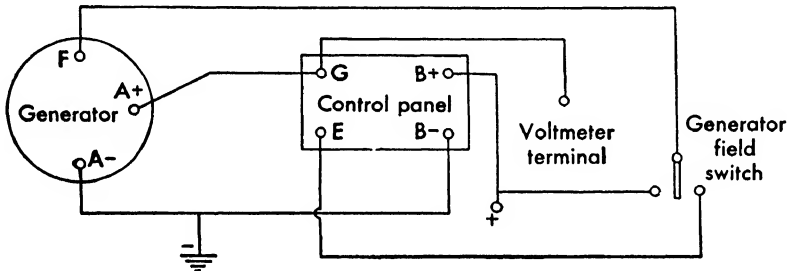 F
A+
Generator
A-
G
B+
Control panel
E
B-
Voltmeter
terminal
Generator
field
switch
+
-